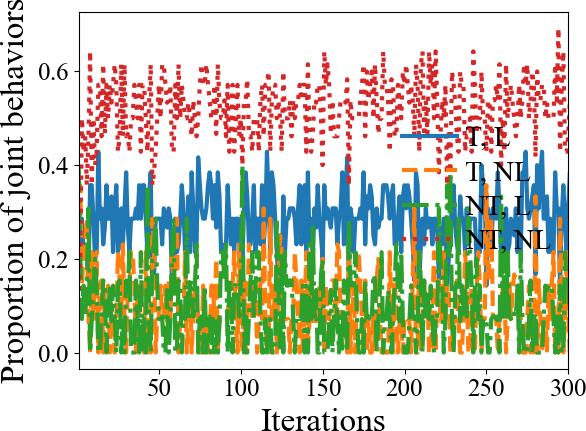 Proportion of joint behaviors
0.6
0.4
0.2
0.0
T, L
T, NL
NT, L
NT, NL
50
100
150
200
250
300
Iterations